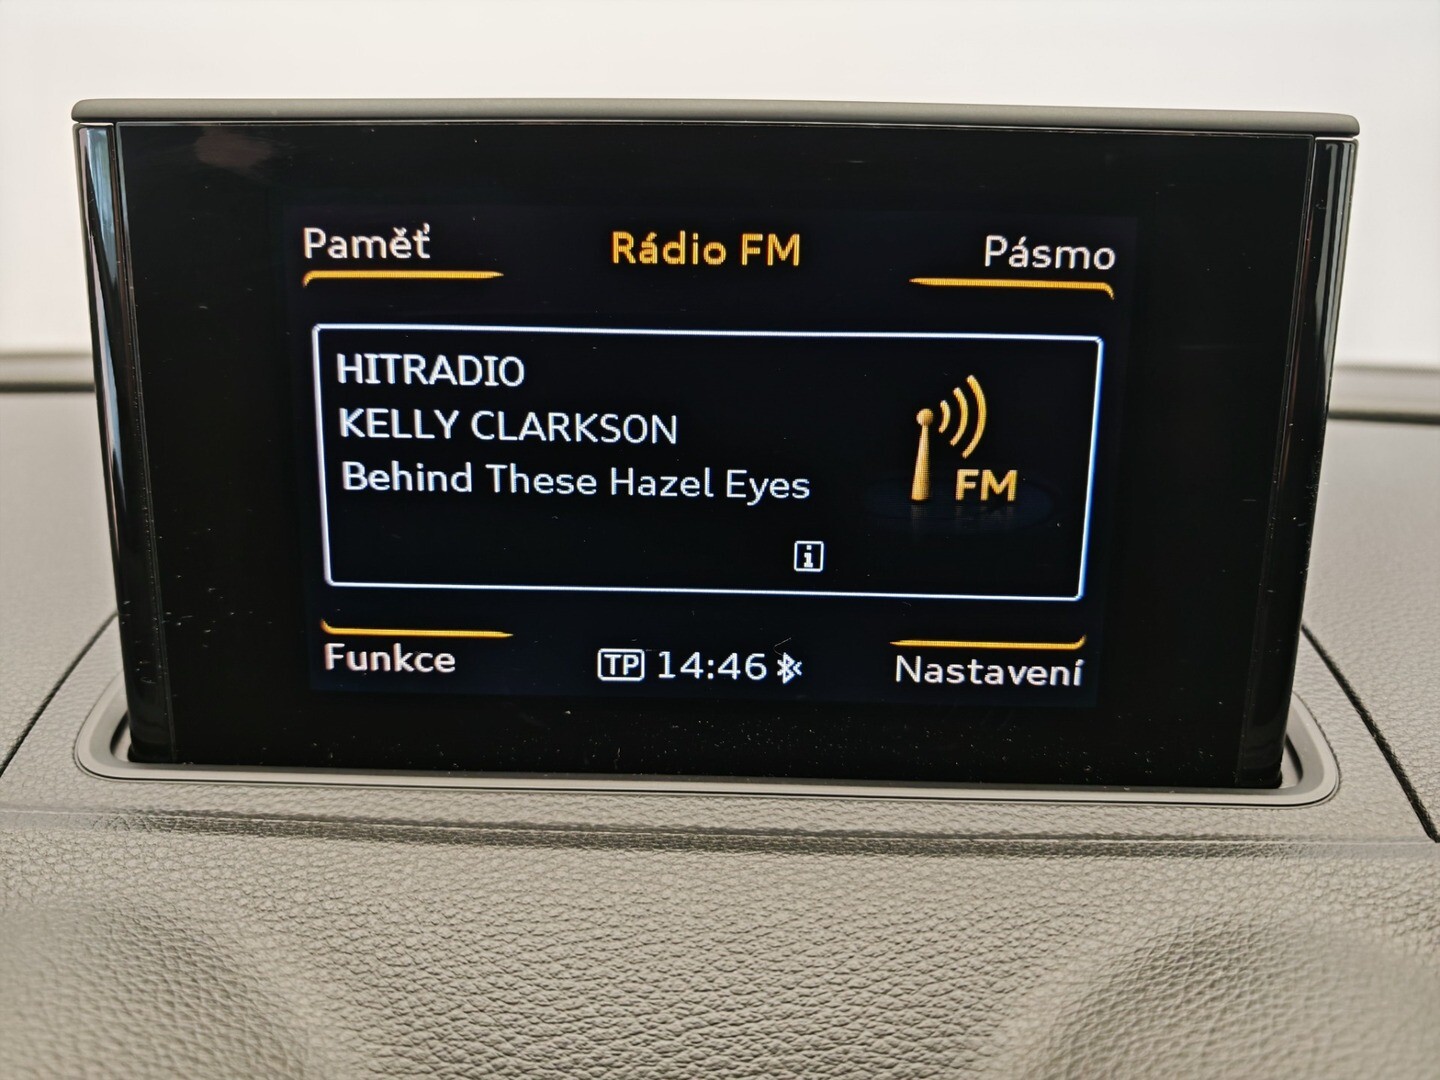 Paměť Rádio FM Pásmo
HITRADIO
KELLY CLARKSON
Behind These Hazel Eyes
FM
i
Funkce TP 14:46 Nastavení